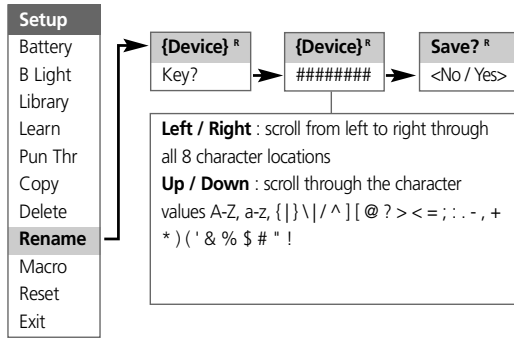 Setup
Battery
B Light
Library
Learn
Pun Thr
Copy
Delete
Rename
Macro
Reset
Exit
{Device} R
Key?
{Device} R
########
Save? R
<No / Yes>
Left / Right : scroll from left to right through
all 8 character locations
Up / Down : scroll through the character
values A-Z, a-z, { | } \ | / ^ ] [ @ ? > < = ; : . - , +
* ) ( ' & % $ # " !